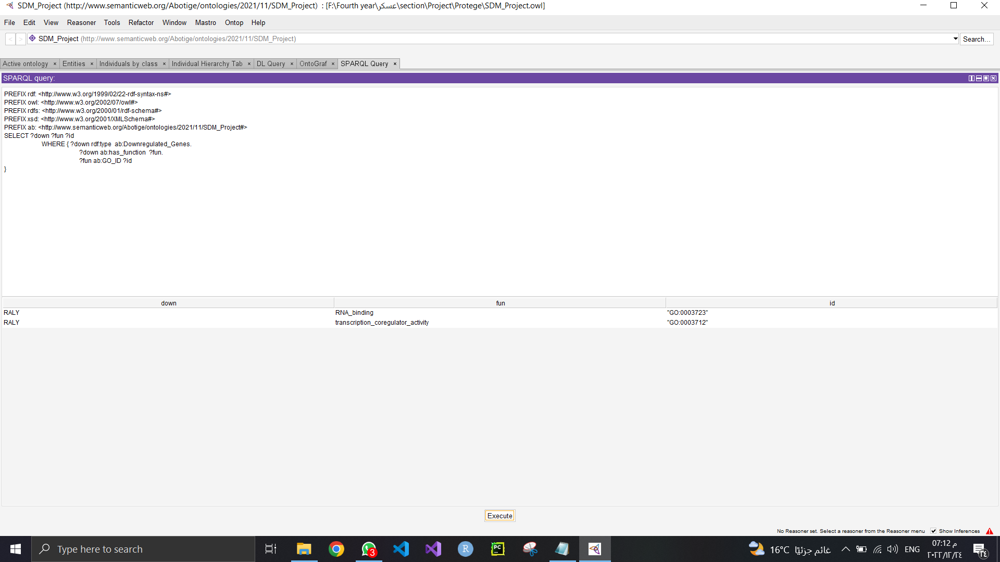 SDM_Project (http://www.semanticweb.org/Abotige/ontologies/2021/11/SDM_Project) : [F:\Fourth year\عسكر\section\Project\Protege\SDM_Project.owl]
File Edit View Reasoner Tools Refactor Window Mastro Ontop Help
< > SDM_Project (http://www.semanticweb.org/Abotige/ontologies/2021/11/SDM_Project) Search...
Active ontology × Entities × Individuals by class × Individual Hierarchy Tab × DL Query × OntoGraf × SPARQL Query ×
SPARQL query:
PREFIX rdf: <http://www.w3.org/1999/02/22-rdf-syntax-ns#>
PREFIX owl: <http://www.w3.org/2002/07/owl#>
PREFIX rdfs: <http://www.w3.org/2000/01/rdf-schema#>
PREFIX xsd: <http://www.w3.org/2001/XMLSchema#>
PREFIX ab: <http://www.semanticweb.org/Abotige/ontologies/2021/11/SDM_Project#>
SELECT ?down ?fun ?id
WHERE { ?down rdf:type ab:Downregulated_Genes.
?down ab:has_function ?fun.
?fun ab:GO_ID ?id
}
down fun id
RALY RNA_binding "GO:0003723"
RALY transcription_coregulator_activity "GO:0003712"
Execute
No Reasoner set. Select a reasoner from the Reasoner menu Show Inferences
Type here to search
R
PC
3
16°C غائم جزئيًا
ENG
07:12 م
٢٠٢٢/١٢/٢٤
٢٤